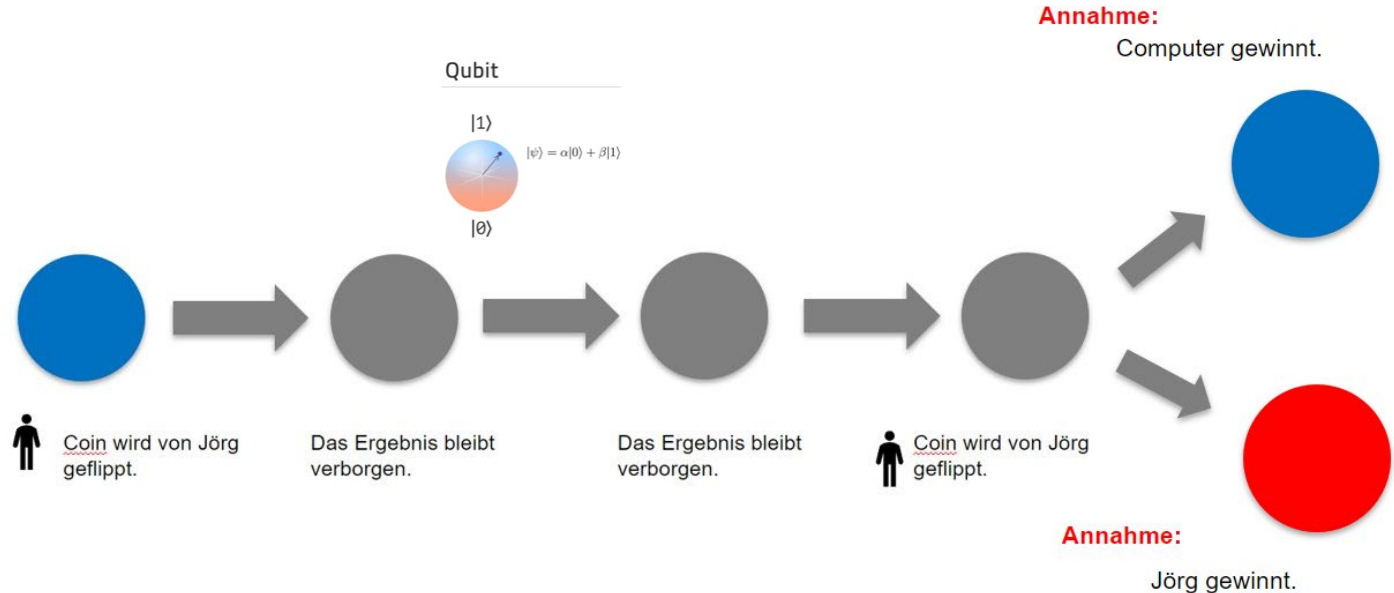 Annahme:
Computer gewinnt.
Qubit
|1⟩
|ψ⟩ = α|0⟩ + β|1⟩
|0⟩
Coin wird von Jörg
geflippt.
Das Ergebnis bleibt
verborgen.
Das Ergebnis bleibt
verborgen.
Coin wird von Jörg
geflippt.
Annahme:
Jörg gewinnt.